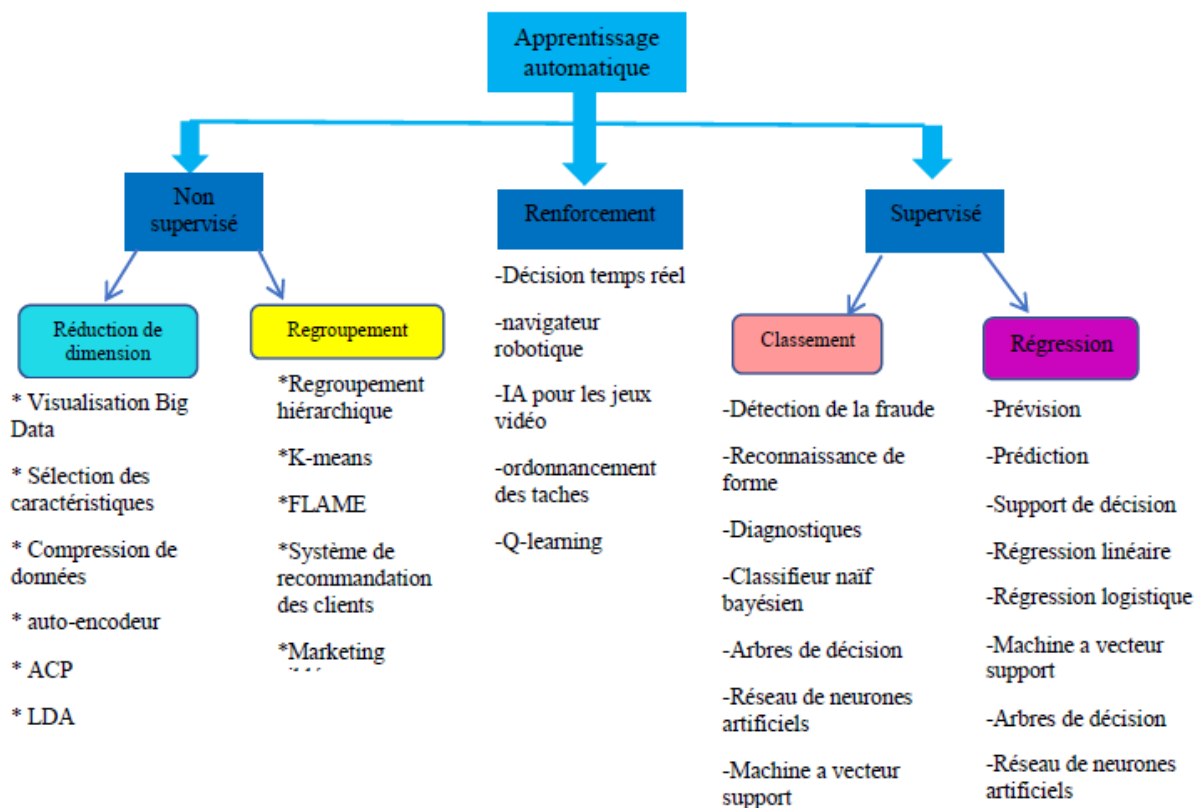 Apprentissage
automatique
Non
supervisé
Renforcement
Supervisé
Réduction de
dimension
* Visualisation Big
Data
* Sélection des
caractéristiques
* Compression de
données
* auto-encodeur
* ACP
* LDA
Regroupement
*Regroupement
hiérarchique
*K-means
*FLAME
*Système de
recommandation
des clients
*Marketing
-Décision temps réel
-navigateur
robotique
-IA pour les jeux
vidéo
-ordonnancement
des taches
-Q-learning
Classement
-Détection de la fraude
-Reconnaissance de
forme
-Diagnostiques
-Classifieur naïf
bayésien
-Arbres de décision
-Réseau de neurones
artificiels
-Machine a vecteur
support
Régression
-Prévision
-Prédiction
-Support de décision
-Régression linéaire
-Régression logistique
-Machine a vecteur
support
-Arbres de décision
-Réseau de neurones
artificiels